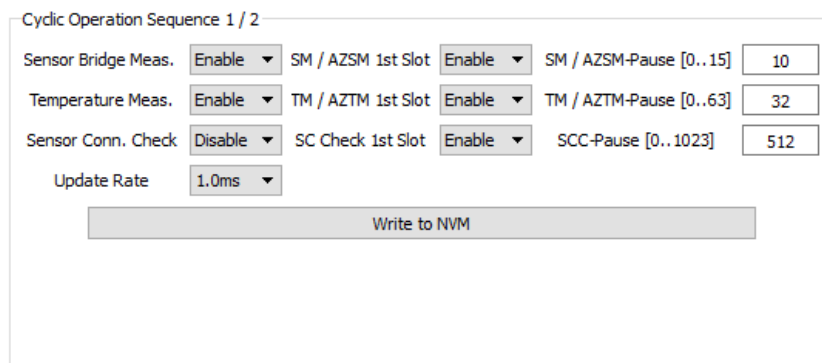 Cyclic Operation Sequence 1 / 2
Sensor Bridge Meas. Enable SM / AZSM 1st Slot Enable SM / AZSM-Pause [0..15] 10
Temperature Meas. Enable TM / AZTM 1st Slot Enable TM / AZTM-Pause [0..63] 32
Sensor Conn. Check Disable SC Check 1st Slot Enable SCC-Pause [0..1023] 512
Update Rate 1.0ms
Write to NVM